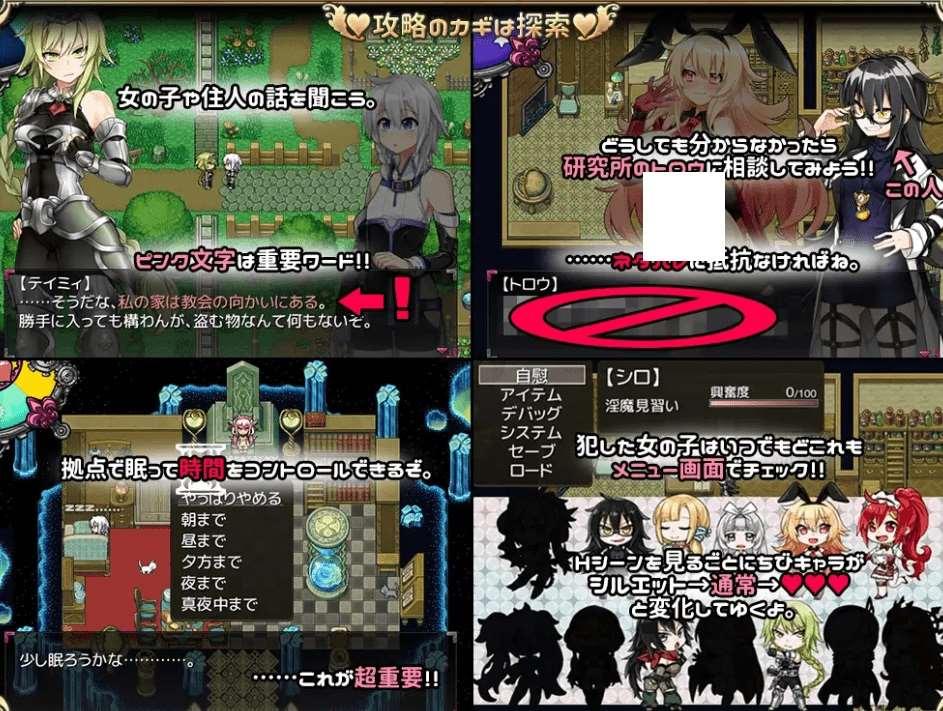 攻略のカギは探索
女の子や住人の話を聞こう。
ピンク文字は重要ワード!!
【テイミィ】
……そうだな、私の家は教会の向かいにある。
勝手に入っても構わんが、盗む物なんて何もないぞ。
どうしても分からなかったら
研究所のトロウに相談してみよう!!
この人
……ネタバレに抵抗なければね。
【トロウ】
拠点で眠って時間をコントロールできるぞ。
zzz……
やっぱりやめる
朝まで
昼まで
夕方まで
夜まで
真夜中まで
少し眠ろうかな…………。
……これが超重要!!
自慰
アイテム
デバッグ
システム
セーブ
ロード
【シロ】
淫魔見習い
興奮度 0/100
犯した女の子はいつでもどこれも
メニュー画面でチェック!!
Hシーンを見るごとにちびキャラが
シルエット→通常→♥♥♥
と変化してゆくよ。